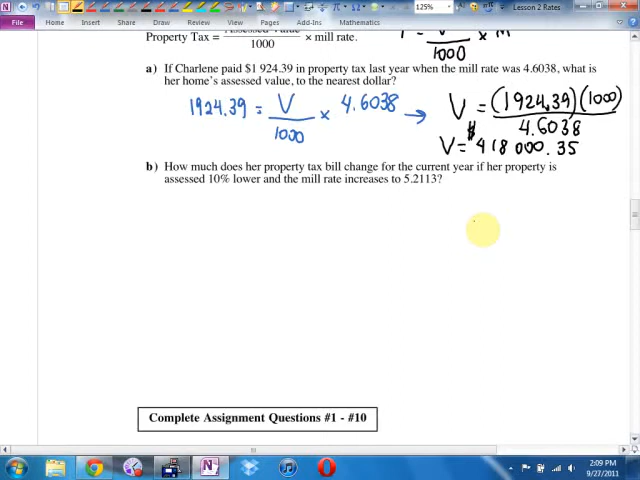 Lesson 2 Rates
File Home Insert Share Draw Review View Page Tools Add-Ins Mathematics
125%
Assessed Value
Property Tax = ——— × mill rate.
1000
V
1000 × M
a) If Charlene paid $1 924.39 in property tax last year when the mill rate was 4.6038, what is
her home's assessed value, to the nearest dollar?
1924.39 = V/1000 × 4.6038 → V = (1924.39)(1000)/4.6038
V = $418 000.35
b) How much does her property tax bill change for the current year if her property is
assessed 10% lower and the mill rate increases to 5.2113?
Complete Assignment Questions #1 - #10
2:09 PM
9/27/2011